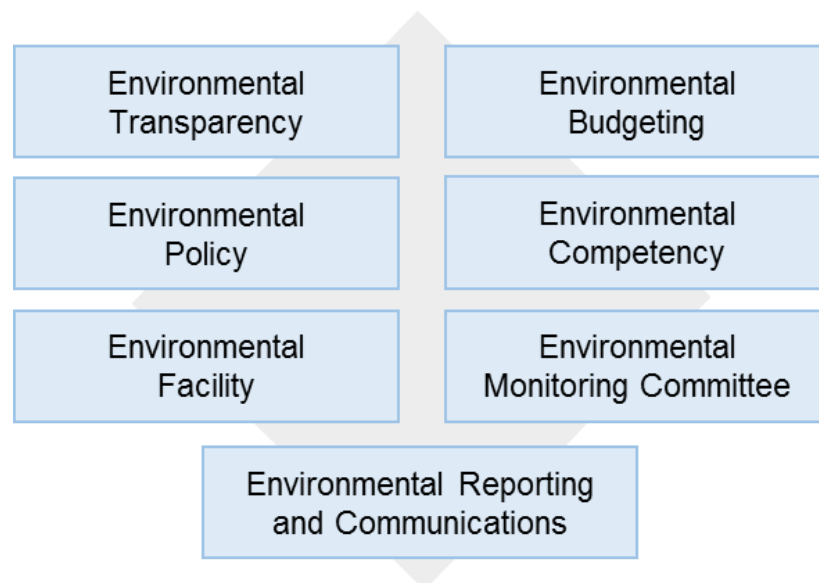 Environmental
Transparency
Environmental
Budgeting
Environmental
Policy
Environmental
Competency
Environmental
Facility
Environmental
Monitoring Committee
Environmental Reporting
and Communications